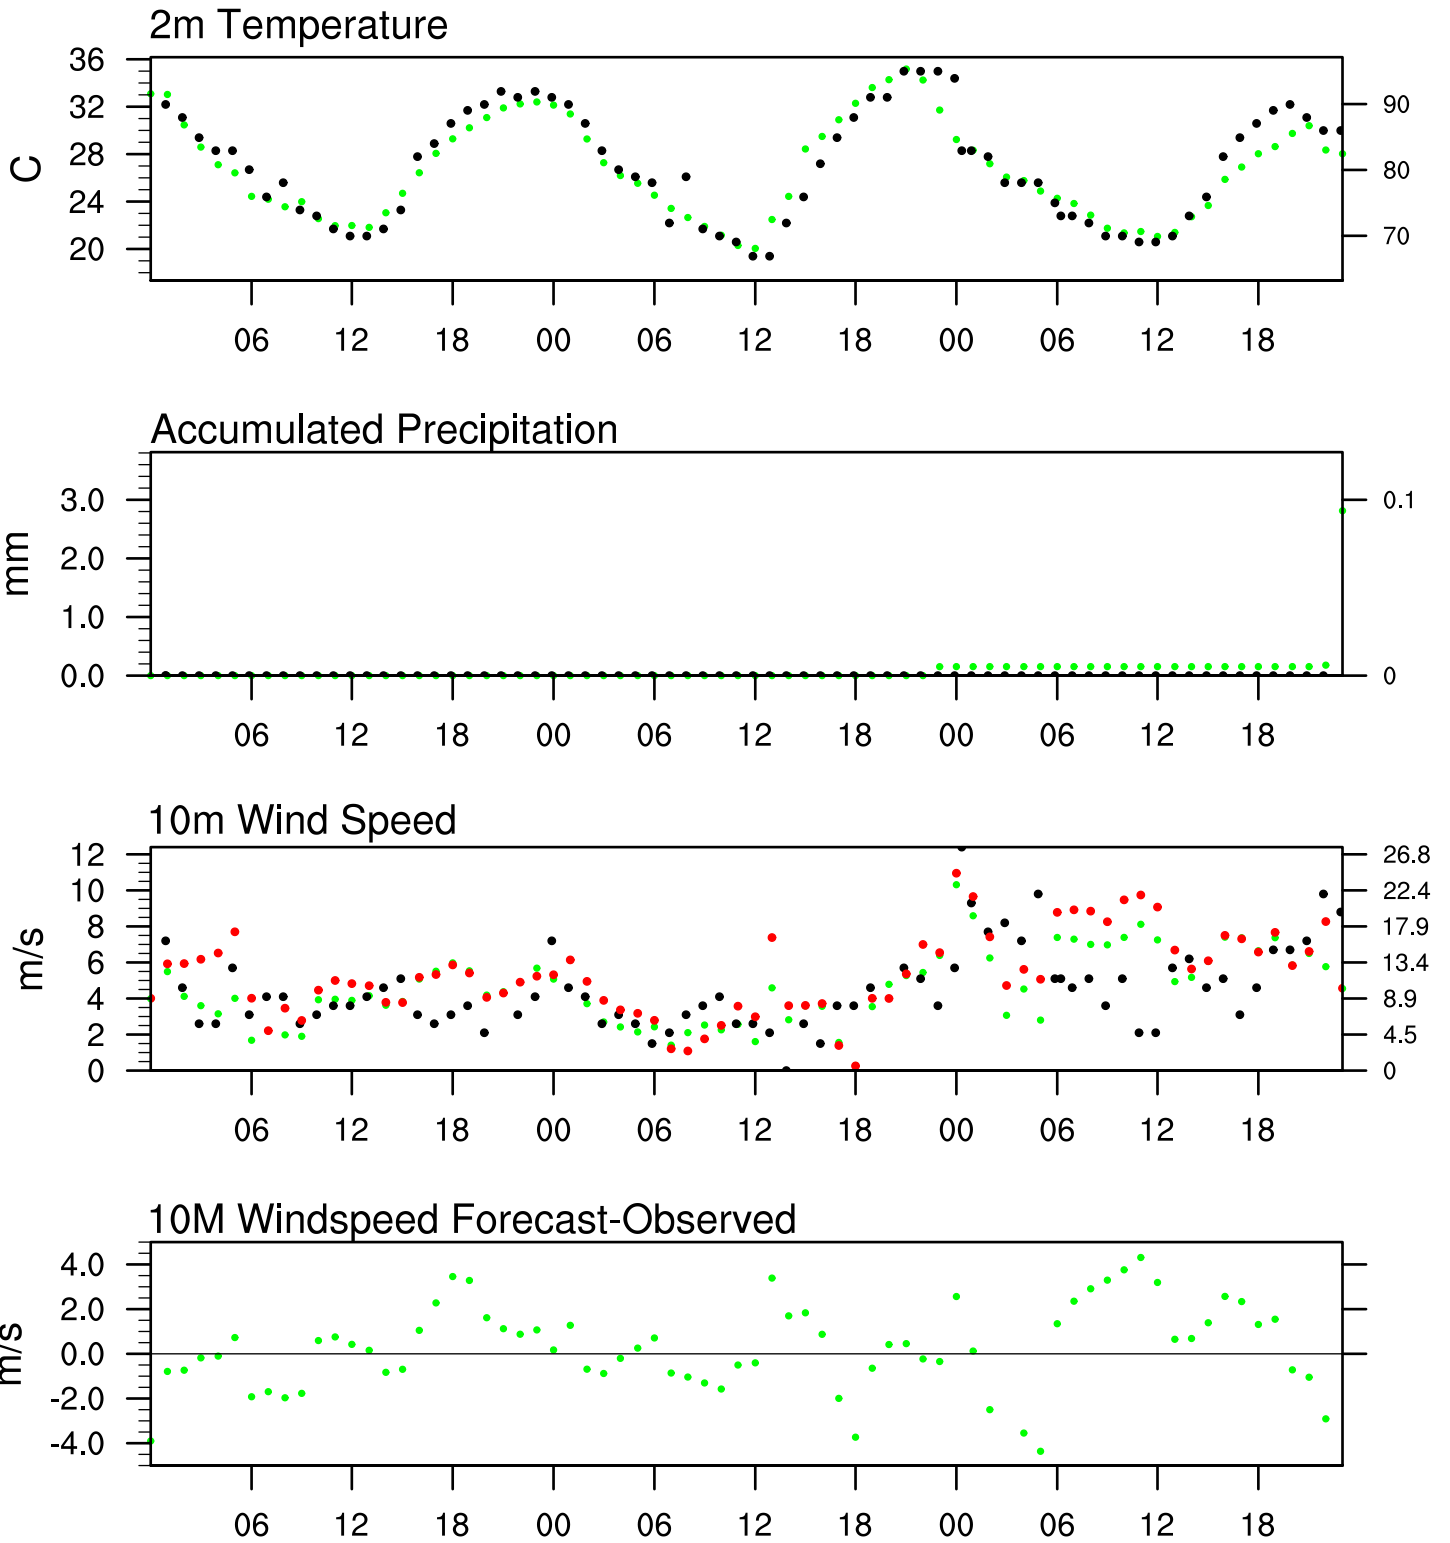 2m Temperature
36
32
28
24
20
C
90
80
70
06 12 18 00 06 12 18 00 06 12 18
Accumulated Precipitation
3.0
2.0
1.0
0.0
mm
0.1
0
06 12 18 00 06 12 18 00 06 12 18
10m Wind Speed
12
10
8
6
4
2
0
m/s
26.8
22.4
17.9
13.4
8.9
4.5
0
06 12 18 00 06 12 18 00 06 12 18
10M Windspeed Forecast-Observed
4.0
2.0
0.0
-2.0
-4.0
m/s
06 12 18 00 06 12 18 00 06 12 18